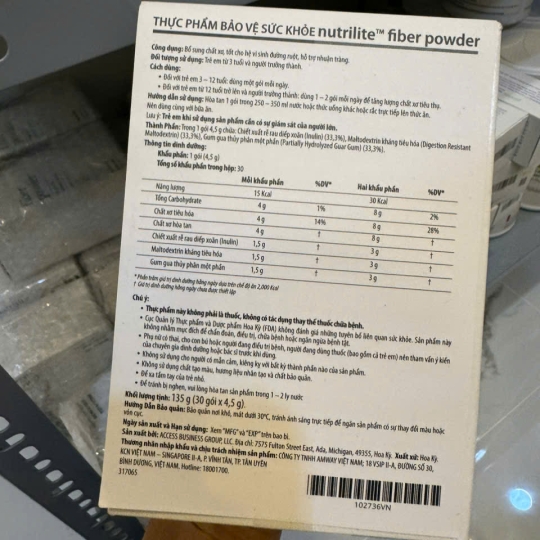 THỰC PHẨM BẢO VỆ SỨC KHỎE nutrilite™ fiber powder
Công dụng: Bổ sung chất xơ, tốt cho hệ vi sinh đường ruột, hỗ trợ nhuận tràng.
Đối tượng sử dụng: Trẻ em từ 3 tuổi và người trưởng thành.
Cách dùng:
• Đối với trẻ em 3 – 12 tuổi: dùng một gói mỗi ngày.
• Đối với trẻ em từ 12 tuổi trở lên và người trưởng thành: dùng 1 – 2 gói mỗi ngày để tăng lượng chất xơ tiêu thụ.
Hướng dẫn sử dụng: Hòa tan 1 gói trong 250 – 350 ml nước hoặc thức uống khác hoặc rắc trực tiếp lên thức ăn.
Nên dùng cùng với bữa ăn.
Lưu ý: Trẻ em khi sử dụng sản phẩm cần có sự giám sát của người lớn.
Thành Phần: Trong 1 gói 4,5 g chứa: Chiết xuất rễ rau diếp xoăn (Inulin) (33,3%), Maltodextrin kháng tiêu hóa (Digestion Resistant
Maltodextrin) (33,3%), Gum guar thủy phân một phần (Partially Hydrolyzed Guar Gum) (33,3%).
Thông tin dinh dưỡng:
Khẩu phần: 1 gói (4,5 g)
Tổng số khẩu phần trong hộp: 30
Mỗi khẩu phần %DV* Hai khẩu phần %DV*
Năng lượng 15 Kcal 30 Kcal
Tổng Carbohydrate 4 g 1% 8 g 2%
Chất xơ tiêu hóa 4 g 14% 8 g 28%
Chất xơ hòa tan 4 g † 8 g †
Chiết xuất rễ rau diếp xoăn (Inulin) 1,5 g † 3 g †
Maltodextrin kháng tiêu hóa 1,5 g † 3 g †
Gum guar thủy phân một phần 1,5 g † 3 g †
* Phần trăm giá trị dinh dưỡng hằng ngày dựa trên chế độ ăn 2,000 Kcal
† Giá trị dinh dưỡng hằng ngày chưa được thiết lập
Chú ý:
• Thực phẩm này không phải là thuốc, không có tác dụng thay thế thuốc chữa bệnh.
• Cục Quản lý Thực phẩm và Dược phẩm Hoa Kỳ (FDA) không đánh giá những tuyên bố liên quan sức khỏe. Sản phẩm này
không nhằm mục đích để chẩn đoán, điều trị, chữa bệnh hoặc ngăn ngừa bệnh tật.
• Phụ nữ có thai, cho con bú hoặc người đang điều trị bệnh, người đang dùng thuốc (bao gồm cả trẻ em) nên tham vấn ý kiến
của chuyên gia dinh dưỡng hoặc bác sĩ trước khi dùng.
• Không sử dụng cho người có mẫn cảm, kiêng kỵ với bất kỳ thành phần nào của sản phẩm.
• Không sử dụng chất tạo màu, hương liệu nhân tạo và chất bảo quản.
• Để xa tầm tay của trẻ nhỏ.
• Để tránh bị nghẹn, vui lòng hòa tan sản phẩm trong 1 – 2 ly nước
Khối lượng tịnh: 135 g (30 gói x 4,5 g).
Hướng Dẫn Bảo quản: Bảo quản nơi khô, mát dưới 30°C, tránh ánh sáng trực tiếp để ngăn sản phẩm có sự thay đổi màu hoặc
vón cục.
Ngày sản xuất và Hạn sử dụng: Xem "MFG" và "EXP" trên bao bì.
Sản xuất bởi: ACCESS BUSINESS GROUP, LLC. Địa chỉ: 7575 Fulton Street East, Ada, Michigan, 49355, Hoa Kỳ. Xuất xứ: Hoa Kỳ.
Thương nhân nhập khẩu và chịu trách nhiệm sản phẩm: CÔNG TY TNHH AMWAY VIỆT NAM; 18 VSIP II-A, ĐƯỜNG SỐ 30,
KCN VIỆT NAM – SINGAPORE II-A, P. VĨNH TÂN, TP. TÂN UYÊN
BÌNH DƯƠNG, VIỆT NAM. Hotline: 18001700.
317065
102736VN